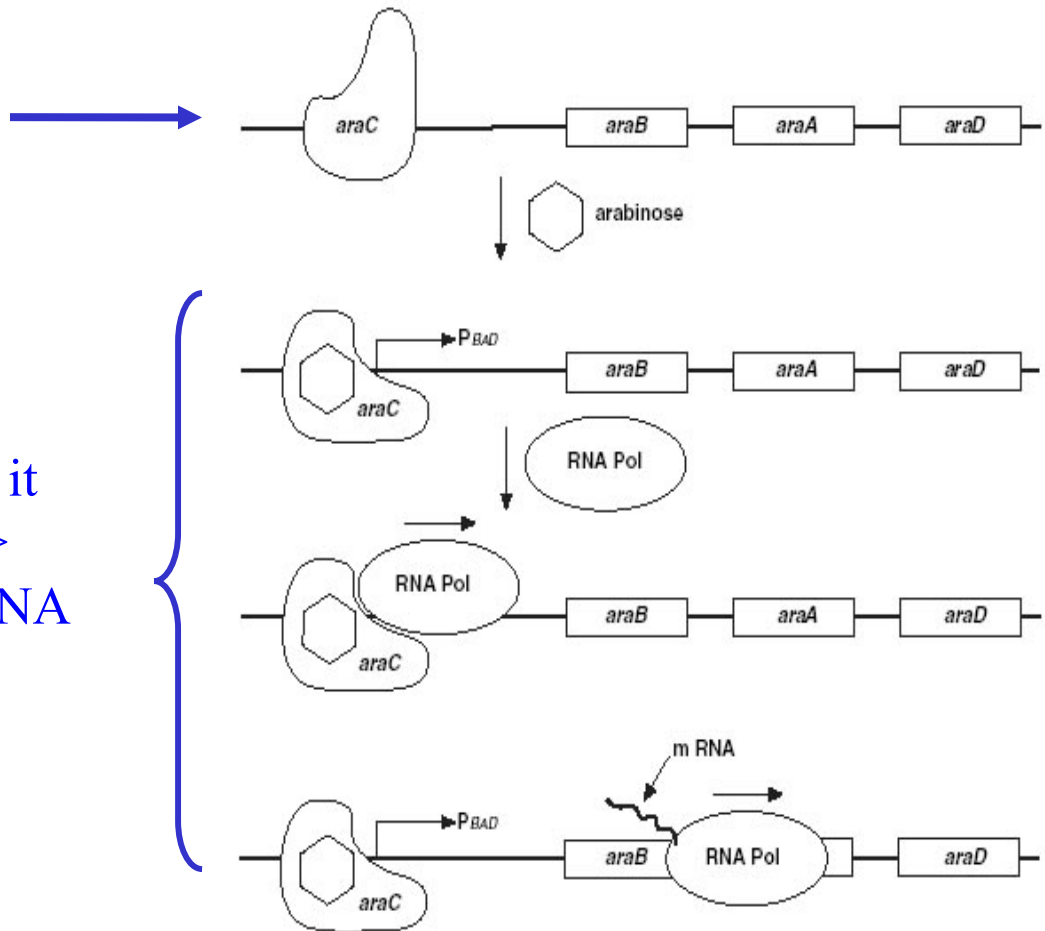 araC araB araA araD
arabinose
PBAD
araB araA araD
araC
RNA Pol
it
>
NA
RNA Pol
araB araA araD
araC
m RNA
PBAD
araB RNA Pol araD
araC